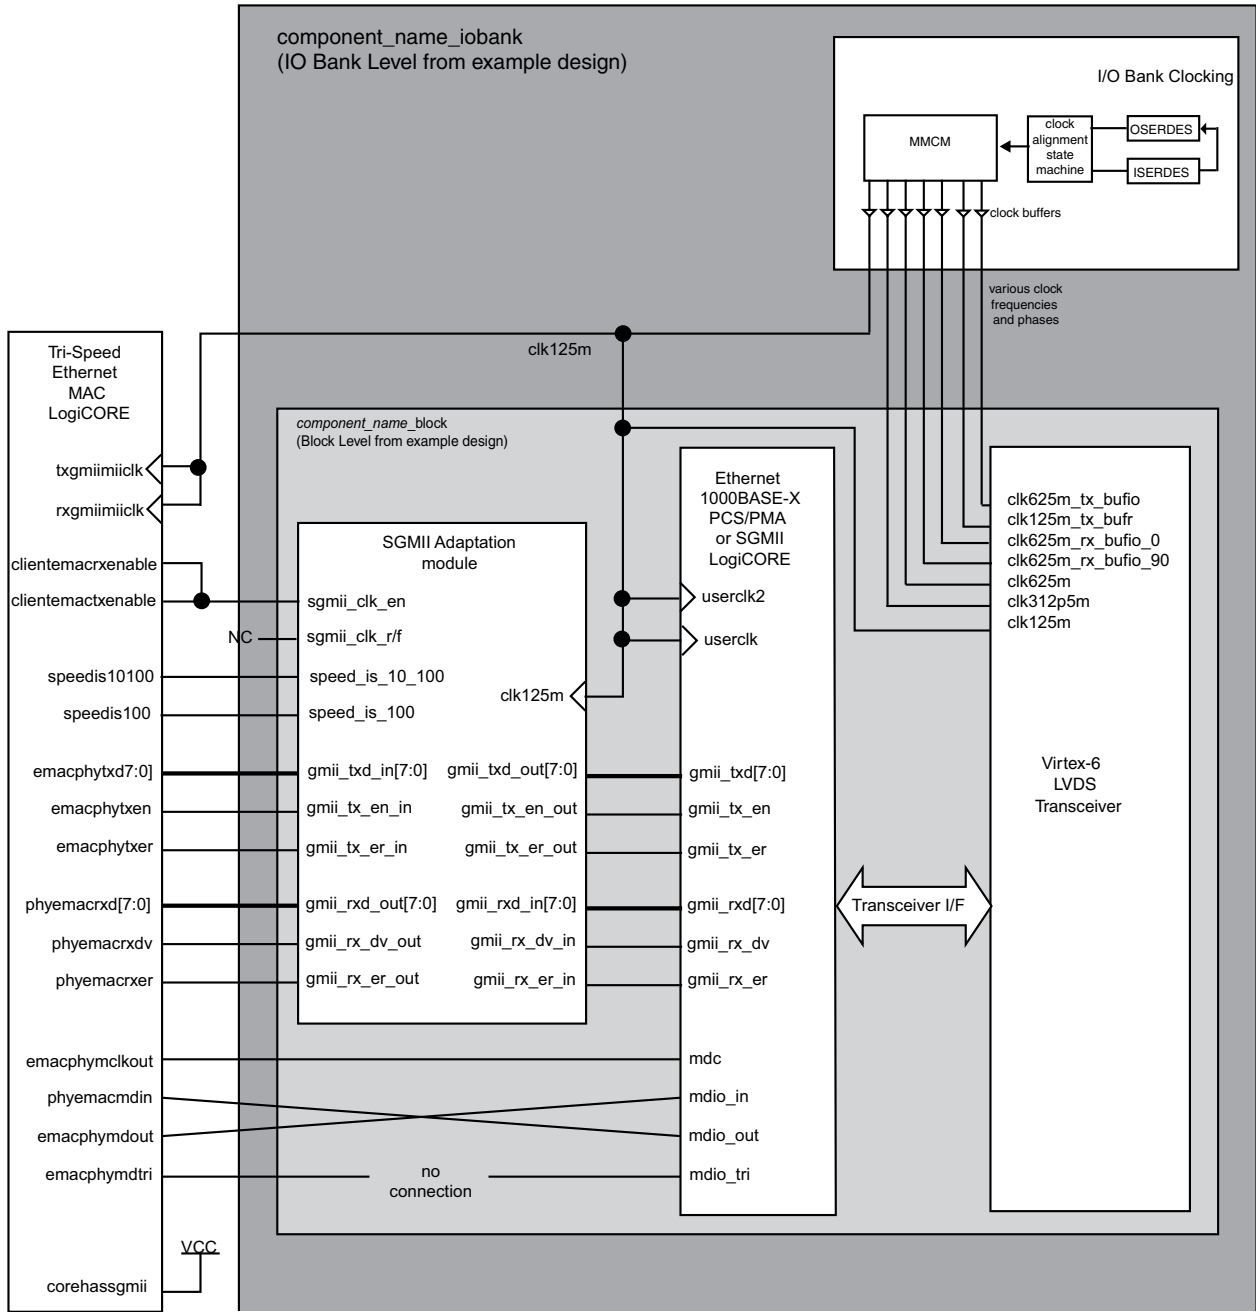 component_name_iobank
(IO Bank Level from example design)
I/O Bank Clocking
MMCM
clock
alignment
state
machine
OSERDES
ISERDES
clock buffers
various clock
frequencies
and phases
clk125m
Tri-Speed
Ethernet
MAC
LogiCORE
txgmiimiiclk
rxgmiimiiclk
clientemacrxenable
clientemactxenable
speedis10100
speedis100
emacphytxd7:0]
emacphytxen
emacphytxer
phyemacrxd[7:0]
phyemacrxdv
phyemacrxer
emacphymclkout
phyemacmdin
emacphymdout
emacphymdtri
corehassgmii
VCC
NC
component_name_block
(Block Level from example design)
SGMII Adaptation
module
sgmii_clk_en
sgmii_clk_r/f
speed_is_10_100
speed_is_100
clk125m
gmii_txd_in[7:0]
gmii_tx_en_in
gmii_tx_er_in
gmii_rxd_out[7:0]
gmii_rx_dv_out
gmii_rx_er_out
gmii_txd_out[7:0]
gmii_tx_en_out
gmii_tx_er_out
gmii_rxd_in[7:0]
gmii_rx_dv_in
gmii_rx_er_in
no
connection
Ethernet
1000BASE-X
PCS/PMA
or SGMII
LogiCORE
userclk2
userclk
gmii_txd[7:0]
gmii_tx_en
gmii_tx_er
gmii_rxd[7:0]
gmii_rx_dv
gmii_rx_er
mdc
mdio_in
mdio_out
mdio_tri
Transceiver I/F
clk625m_tx_bufio
clk125m_tx_bufr
clk625m_rx_bufio_0
clk625m_rx_bufio_90
clk625m
clk312p5m
clk125m
Virtex-6
LVDS
Transceiver